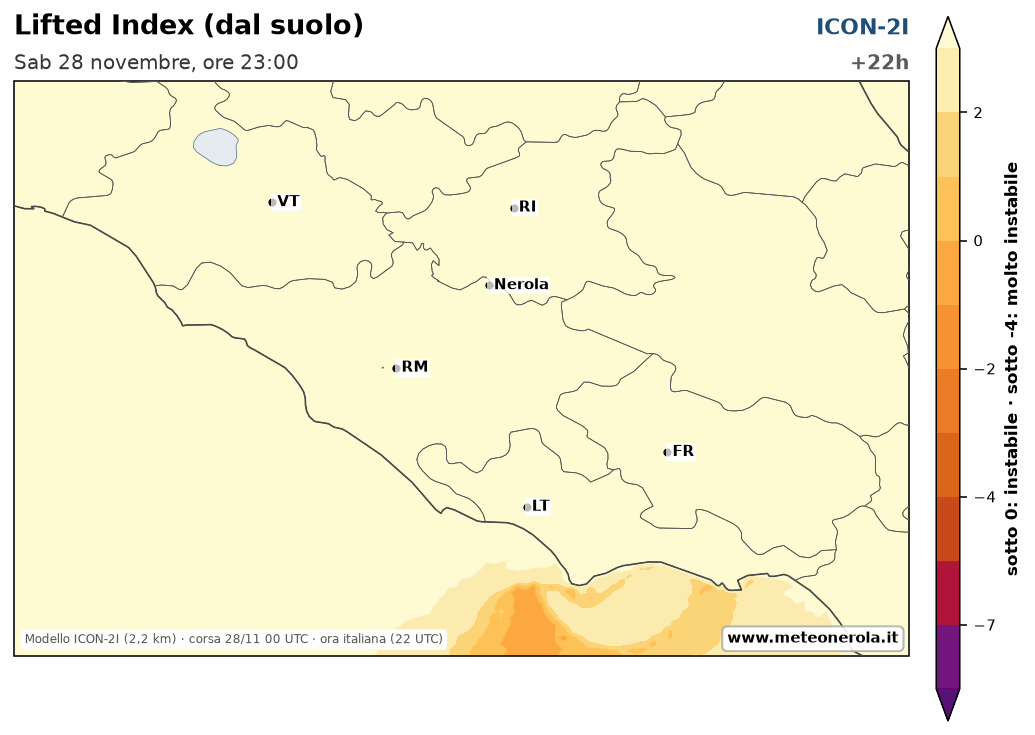 Lifted Index (dal suolo)
ICON-2I
Sab 28 novembre, ore 23:00
+22h
VT
RI
Nerola
RM
FR
LT
Modello ICON-2I (2,2 km) · corsa 28/11 00 UTC · ora italiana (22 UTC)
www.meteonerola.it
2
0
−2
−4
−7
sotto 0: instabile · sotto -4: molto instabile